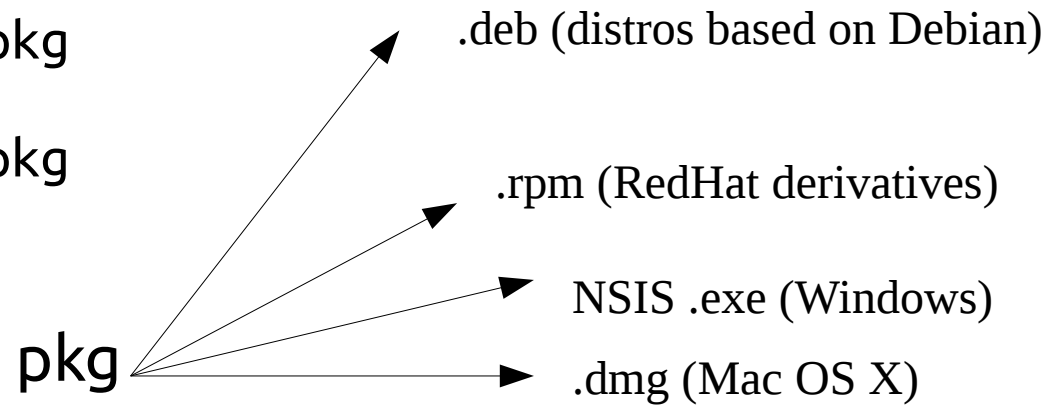 .deb (distros based on Debian)
pkg
pkg
.rpm (RedHat derivatives)
NSIS .exe (Windows)
pkg
.dmg (Mac OS X)